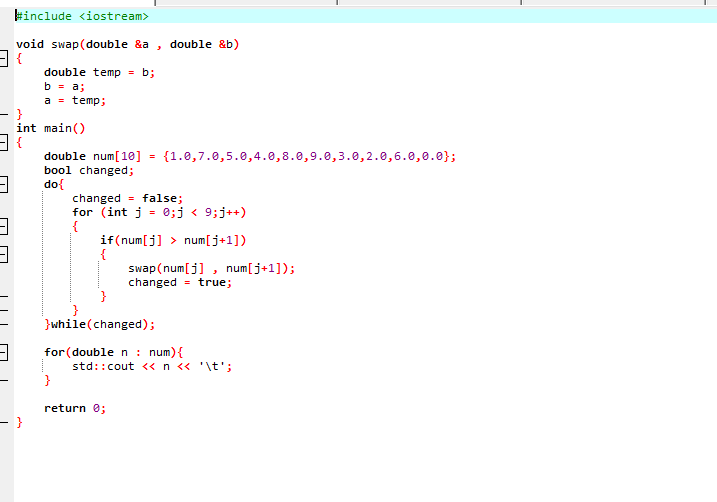 #include <iostream>
void swap(double &a , double &b)
{
double temp = b;
b = a;
a = temp;
}
int main()
{
double num[10] = {1.0,7.0,5.0,4.0,8.0,9.0,3.0,2.0,6.0,0.0};
bool changed;
do{
changed = false;
for (int j = 0;j < 9;j++)
{
if(num[j] > num[j+1])
{
swap(num[j] , num[j+1]);
changed = true;
}
}
}while(changed);
for(double n : num){
std::cout << n << '\t';
}
return 0;
}